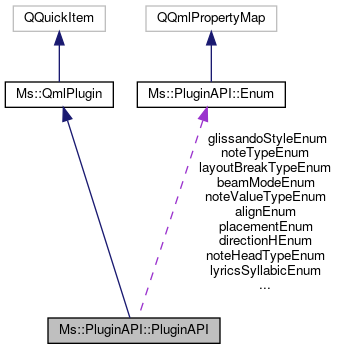 QQuickItem
QQmlPropertyMap
Ms::QmlPlugin
Ms::PluginAPI::Enum
glissandoStyleEnum
noteTypeEnum
layoutBreakTypeEnum
beamModeEnum
noteValueTypeEnum
alignEnum
placementEnum
directionHEnum
noteHeadTypeEnum
lyricsSyllabicEnum
...
Ms::PluginAPI::PluginAPI